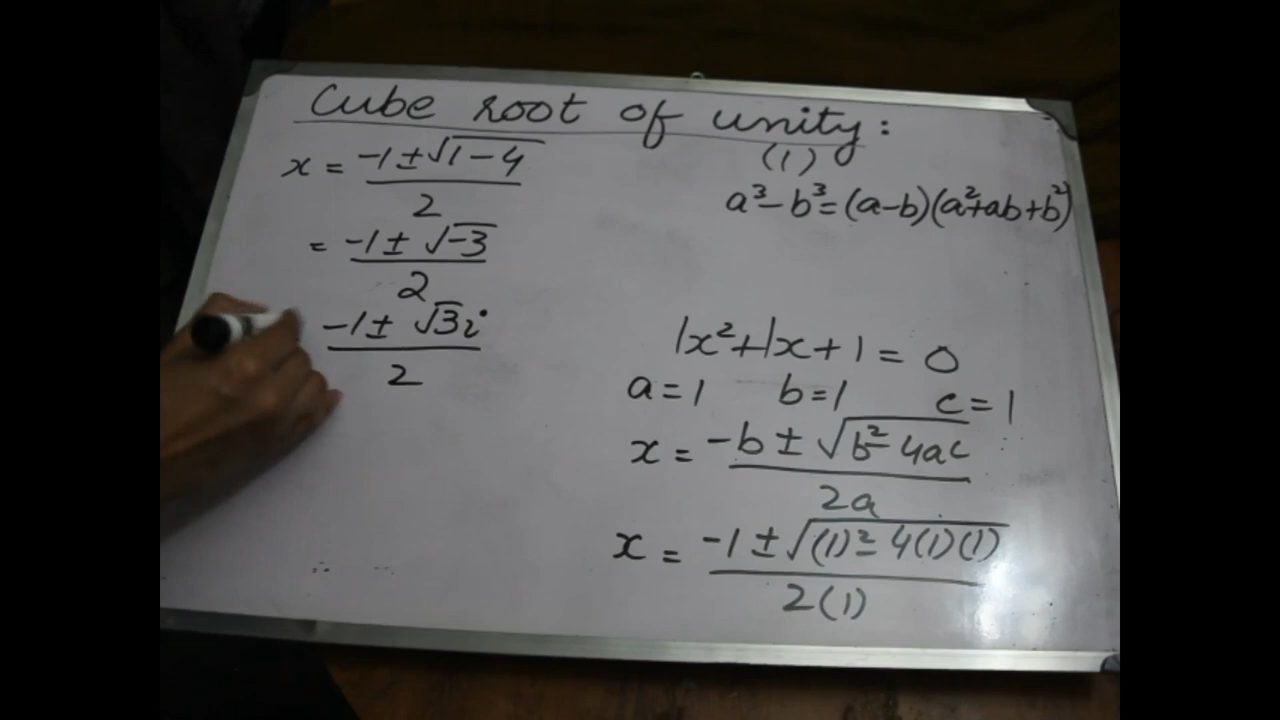 Cube root of unity:
(1)
x = -1 ± √1 - 4 / 2
= -1 ± √-3 / 2
-1 ± √3i / 2
a³ - b³ = (a-b)(a²+ab+b²)
1x² + 1x + 1 = 0
a = 1 b = 1 c = 1
x = -b ± √b² - 4ac / 2a
x = -1 ± √(1)² - 4(1)(1) / 2(1)